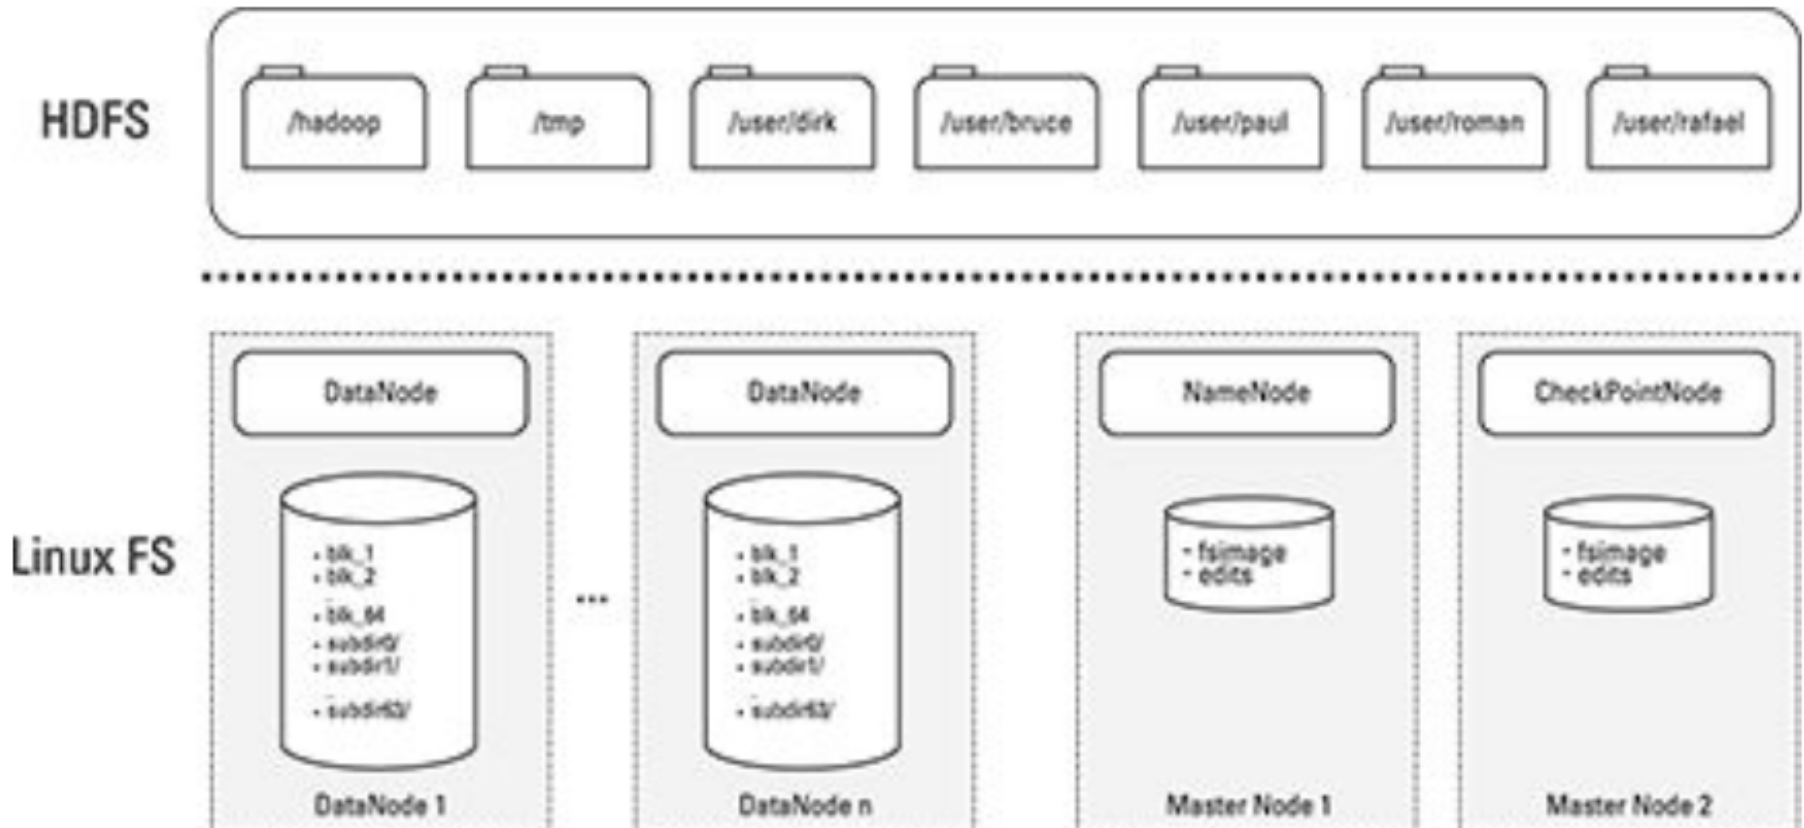 HDFS
/hadoop
/tmp
/user/dirk
/user/bruce
/user/paul
/user/roman
/user/rafael
Linux FS
DataNode
- blk_1
- blk_2
...
- blk_64
- subdir0/
- subdir1/
...
- subdir63/
DataNode 1
...
DataNode
- blk_1
- blk_2
...
- blk_64
- subdir0/
- subdir1/
...
- subdir63/
DataNode n
NameNode
- fsimage
- edits
Master Node 1
CheckPointNode
- fsimage
- edits
Master Node 2